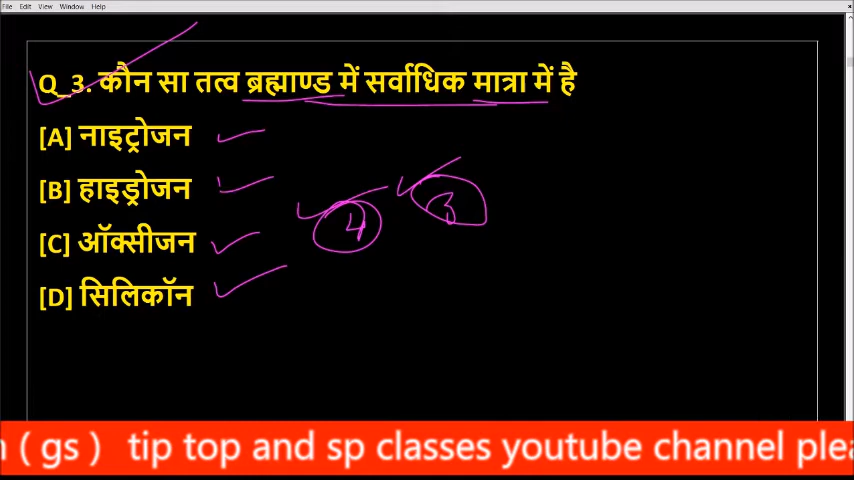 File Edit View Window Help
Q_3. कौन सा तत्व ब्रह्माण्ड में सर्वाधिक मात्रा में है
[A] नाइट्रोजन
[B] हाइड्रोजन
[C] ऑक्सीजन
[D] सिलिकॉन
4
3
( gs ) tip top and sp classes youtube channel